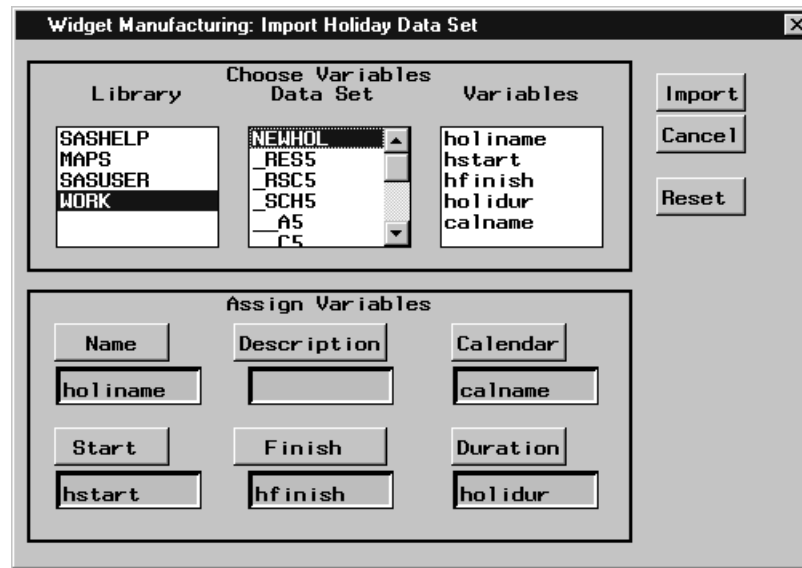 Widget Manufacturing: Import Holiday Data Set
Choose Variables
Library Data Set Variables
SASHELP
MAPS
SASUSER
WORK
NEWHOL
_RES5
_RSC5
_SCH5
__A5
__C5
holiname
hstart
hfinish
holidur
calname
Import
Cancel
Reset
Assign Variables
Name Description Calendar
holiname calname
Start Finish Duration
hstart hfinish holidur